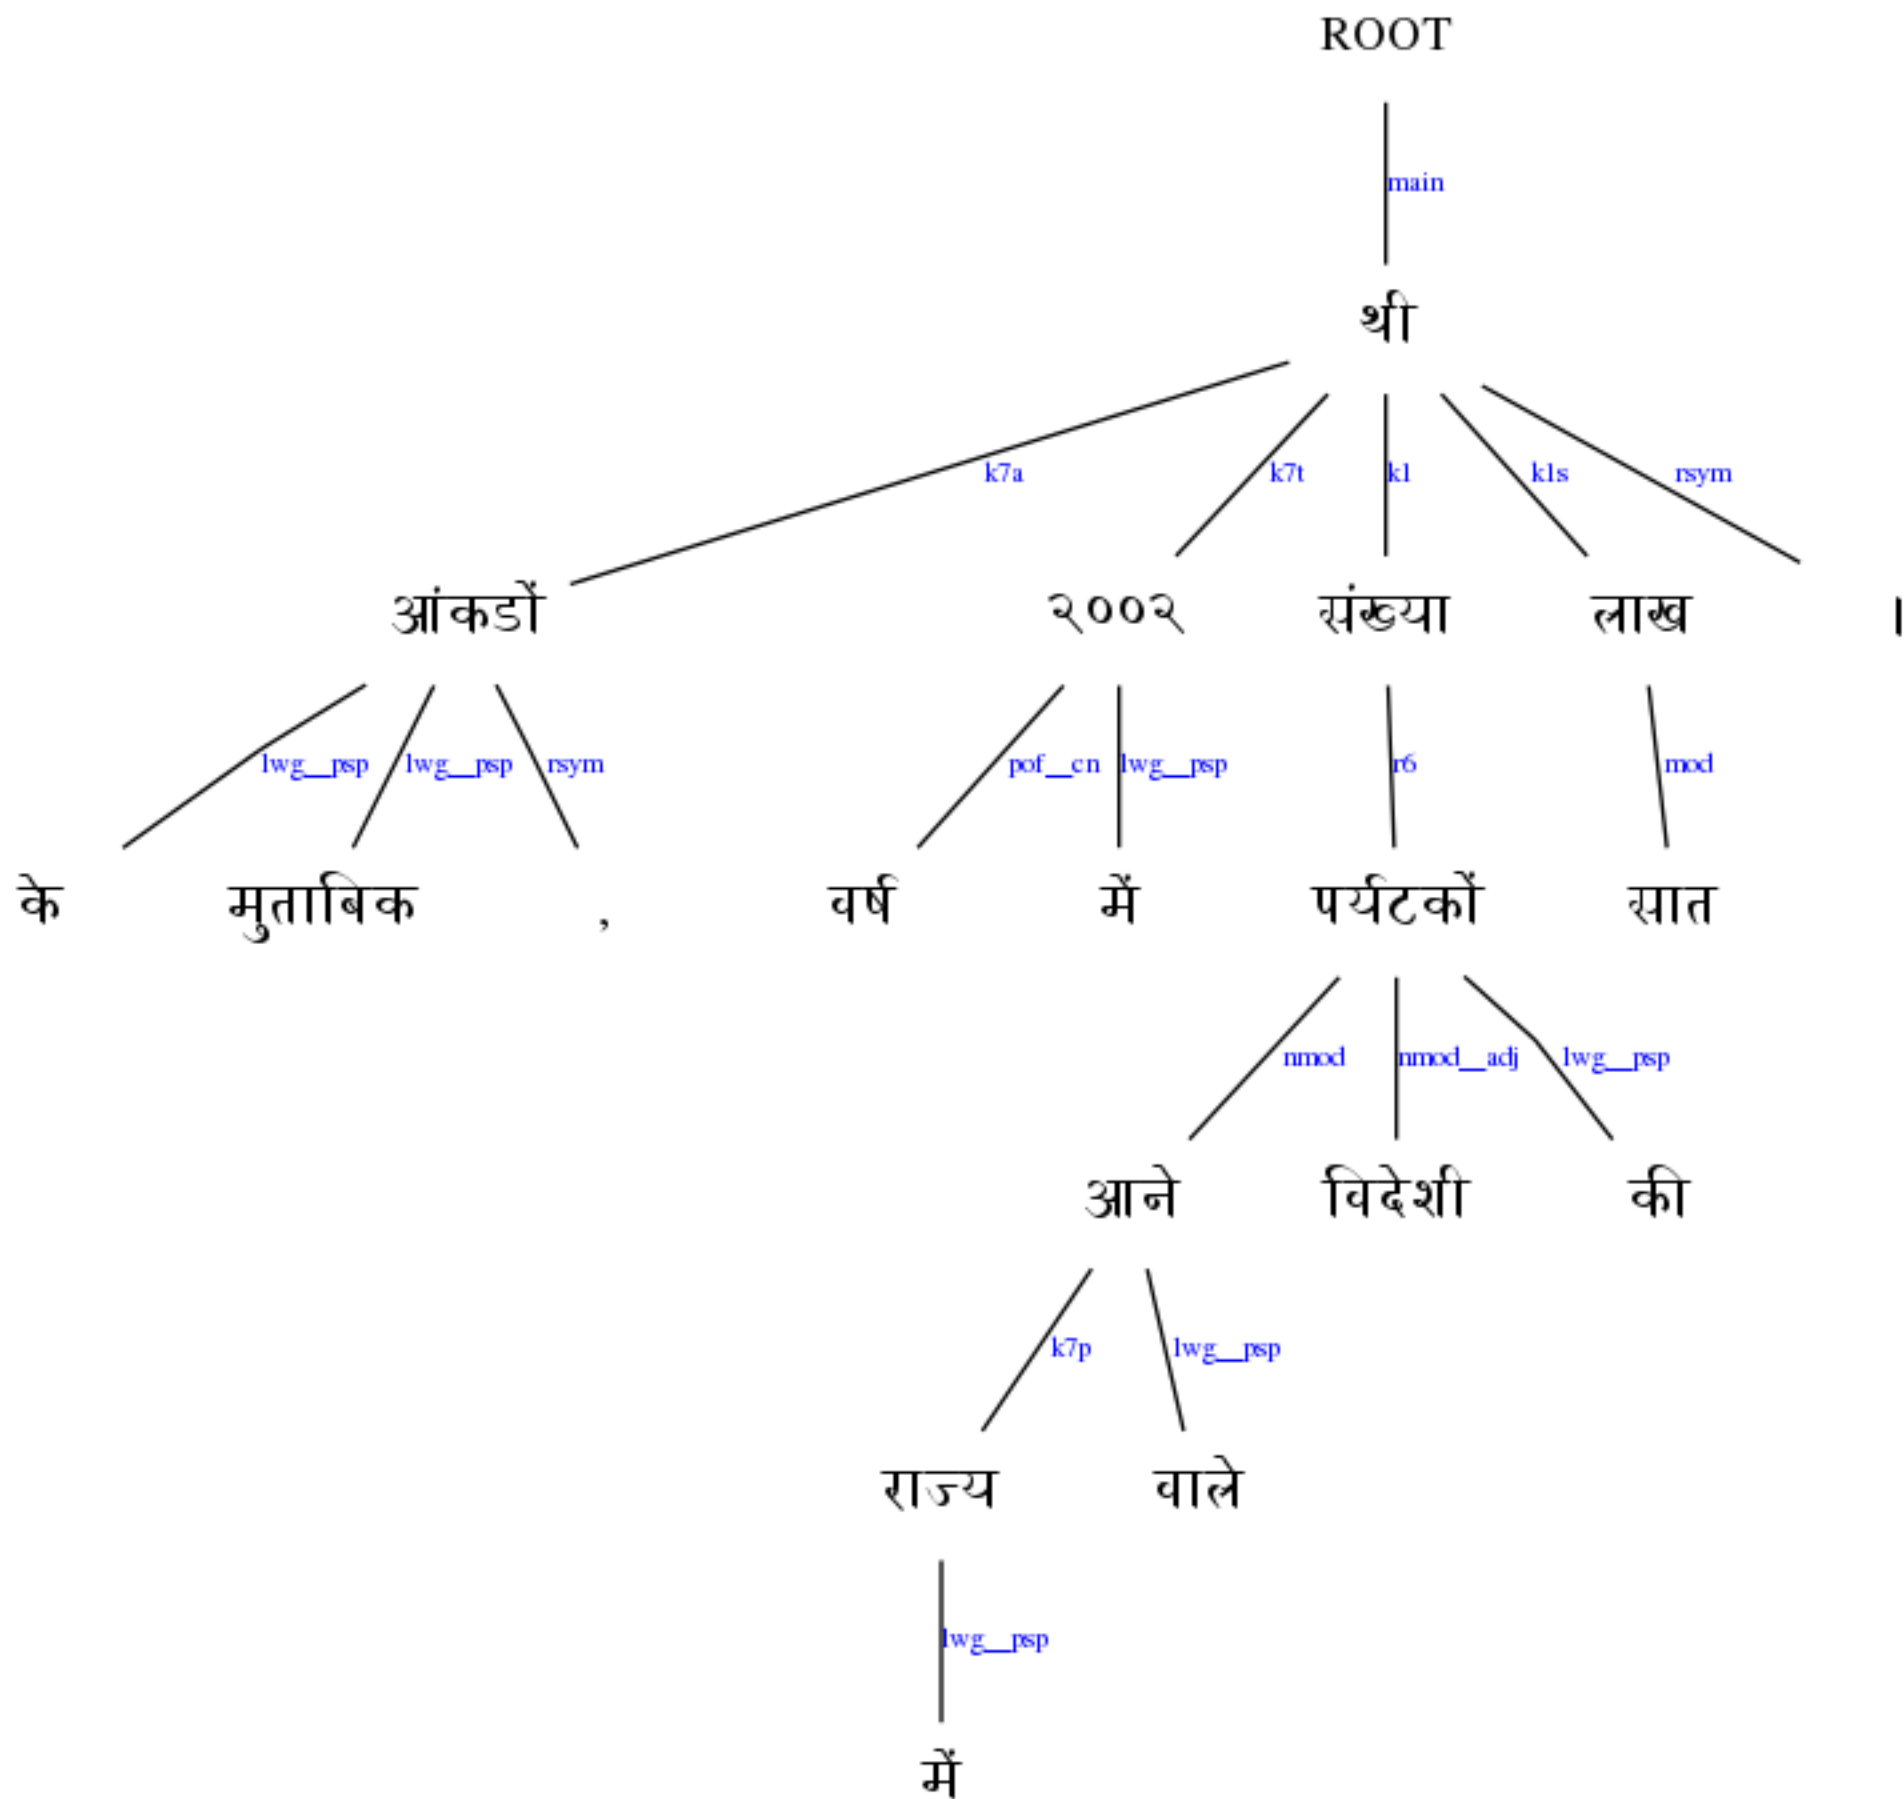 ROOT
main
थी
k7a k7t k1 k1s rsym
आंकडों २००२ संख्या लाख ।
lwg__psp lwg__psp rsym pof__cn lwg__psp r6 mod
के मुताबिक , वर्ष में पर्यटकों सात
nmod nmod__adj lwg__psp
आने विदेशी की
k7p lwg__psp
राज्य वाले
lwg__psp
में